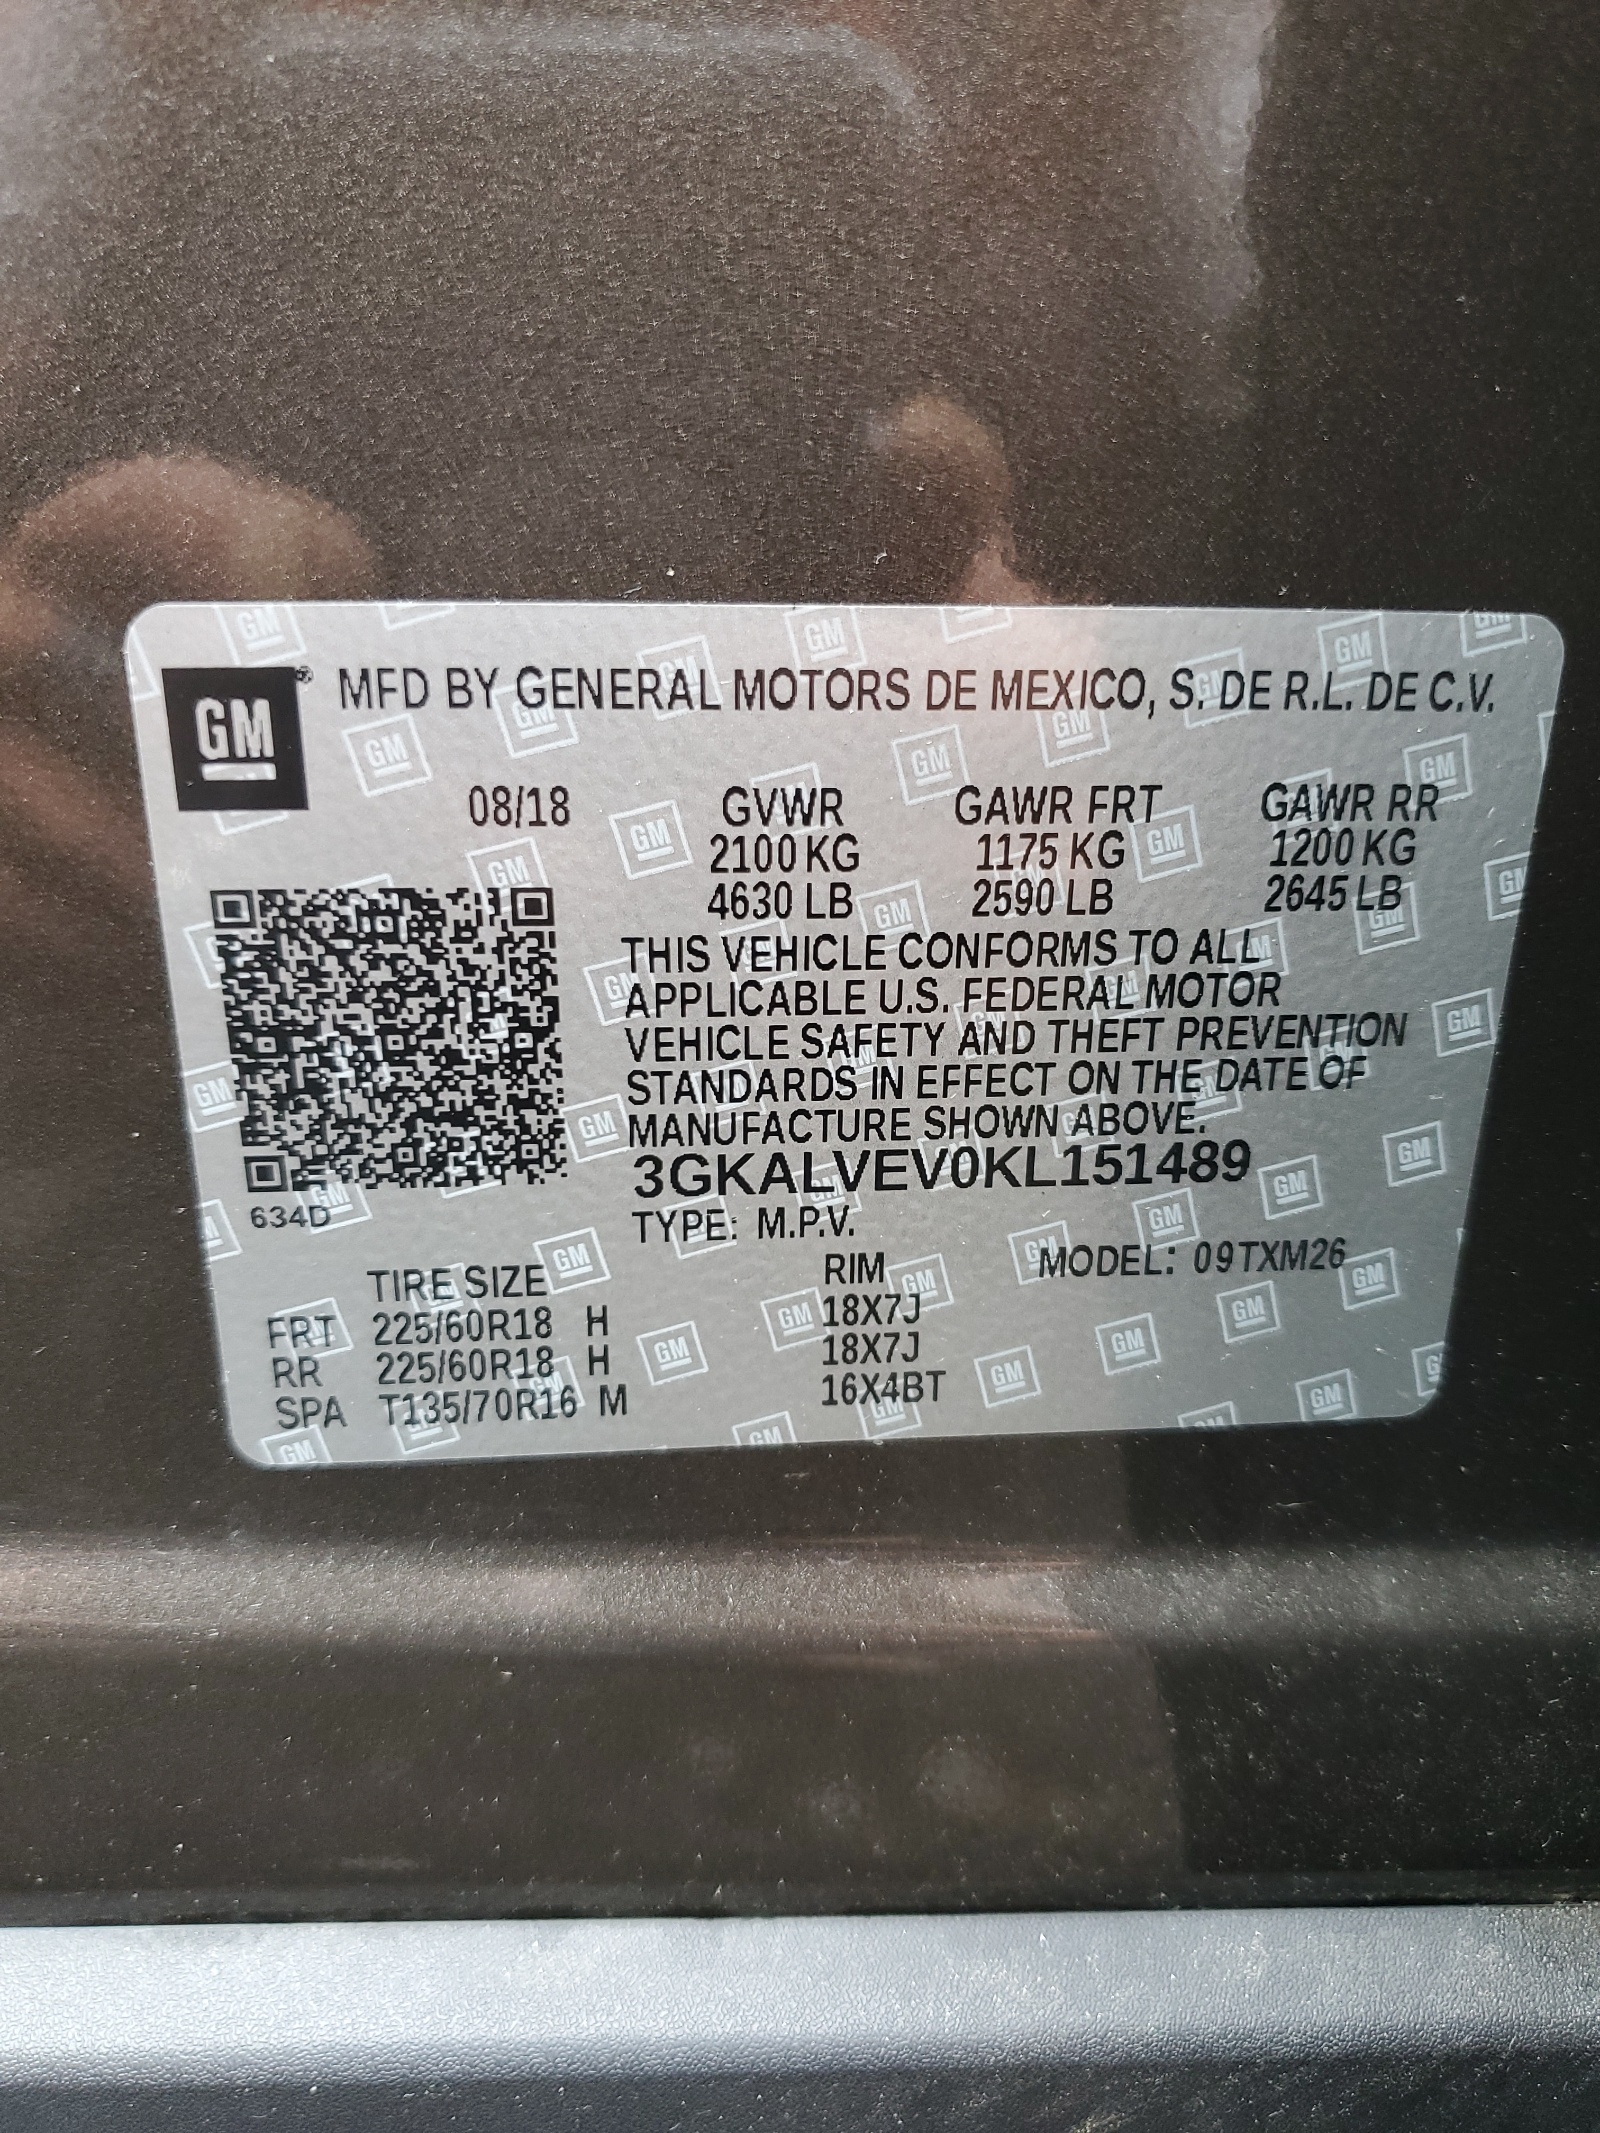 GM® MFD BY GENERAL MOTORS DE MEXICO, S. DE R.L. DE C.V.
08/18 GVWR GAWR FRT GAWR RR
2100 KG 1175 KG 1200 KG
4630 LB 2590 LB 2645 LB
THIS VEHICLE CONFORMS TO ALL
APPLICABLE U.S. FEDERAL MOTOR
VEHICLE SAFETY AND THEFT PREVENTION
STANDARDS IN EFFECT ON THE DATE OF
MANUFACTURE SHOWN ABOVE.
3GKALVEV0KL151489
634D
TYPE: M.P.V.
TIRE SIZE RIM MODEL: 09TXM26
FRT 225/60R18 H 18X7J
RR 225/60R18 H 18X7J
SPA T135/70R16 M 16X4BT